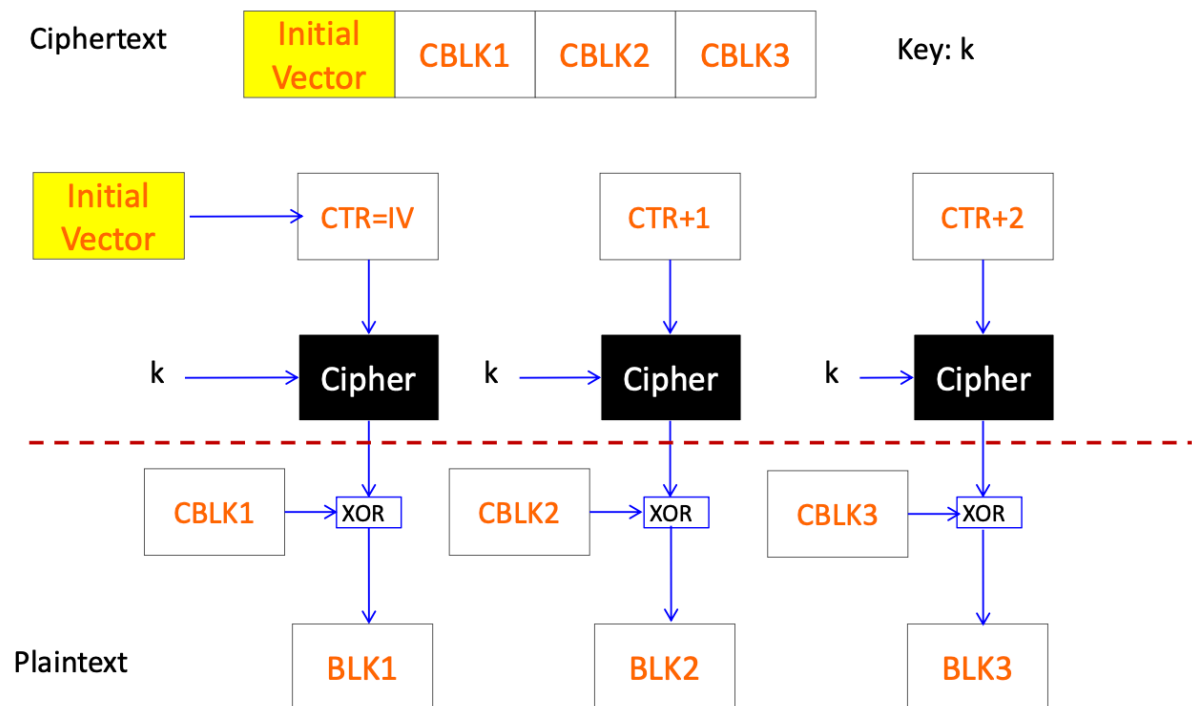 Ciphertext
Initial
Vector
CBLK1
CBLK2
CBLK3
Key: k
Initial
Vector
CTR=IV
CTR+1
CTR+2
k
Cipher
k
Cipher
k
Cipher
CBLK1
XOR
CBLK2
XOR
CBLK3
XOR
Plaintext
BLK1
BLK2
BLK3